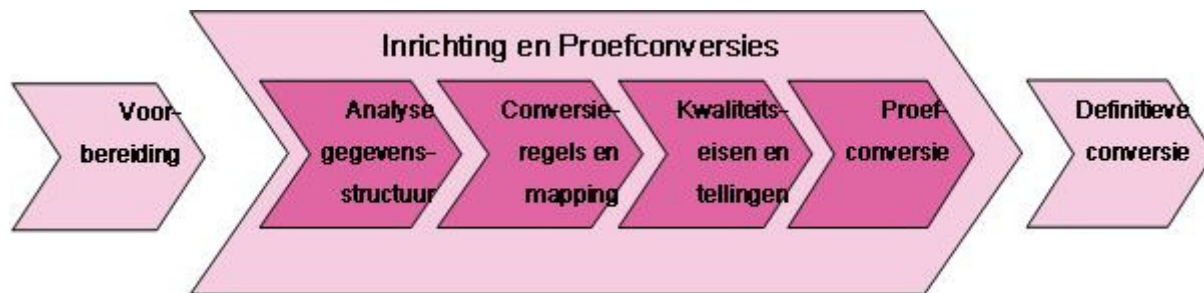 Inrichting en Proefconversies
Voor-
bereiding
Analyse
gegevens-
structuur
Conversie-
regels en
mapping
Kwaliteits-
eisen en
tellingen
Proef-
conversie
Definitieve
conversie